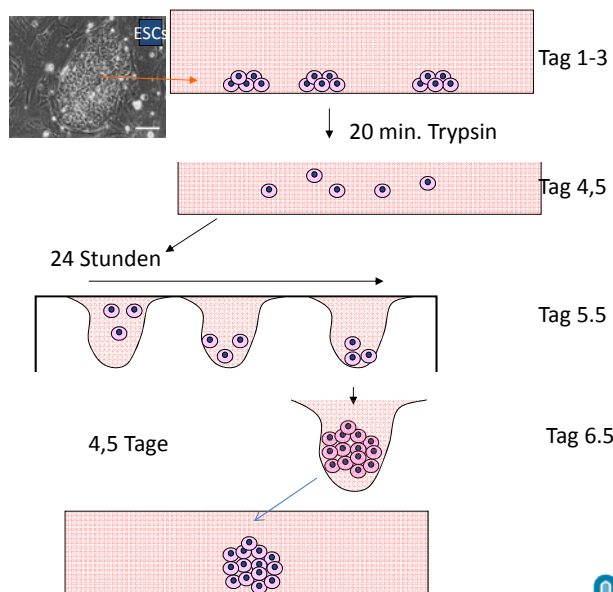 ESCs
Tag 1-3
20 min. Trypsin
Tag 4,5
24 Stunden
Tag 5.5
4,5 Tage
Tag 6.5